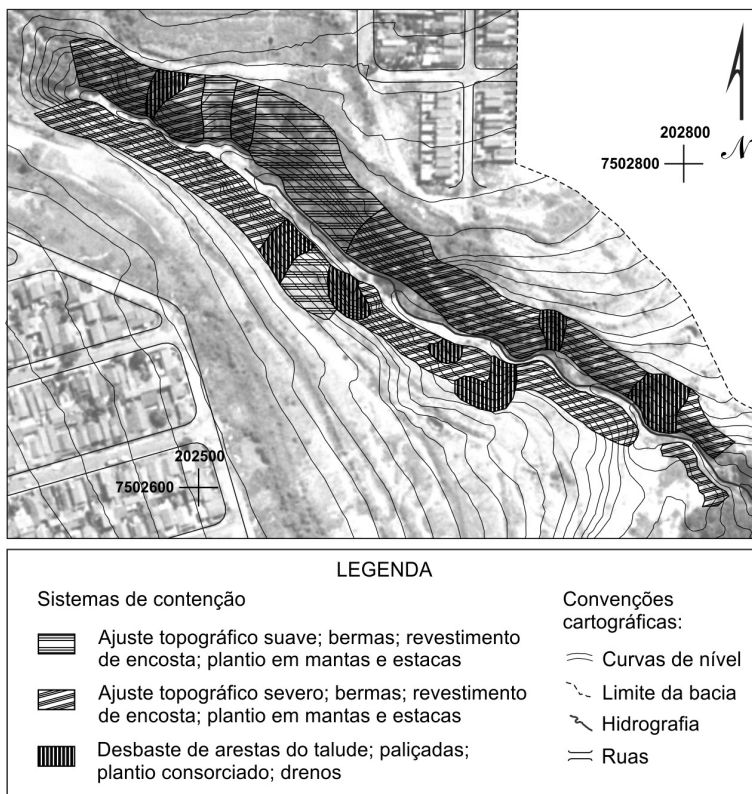 N
202800
7502800
202500
7502600
LEGENDA
Sistemas de contenção
Ajuste topográfico suave; bermas; revestimento
de encosta; plantio em mantas e estacas
Ajuste topográfico severo; bermas; revestimento
de encosta; plantio em mantas e estacas
Desbaste de arestas do talude; paliçadas;
plantio consorciado; drenos
Convenções
cartográficas:
Curvas de nível
Limite da bacia
Hidrografia
Ruas